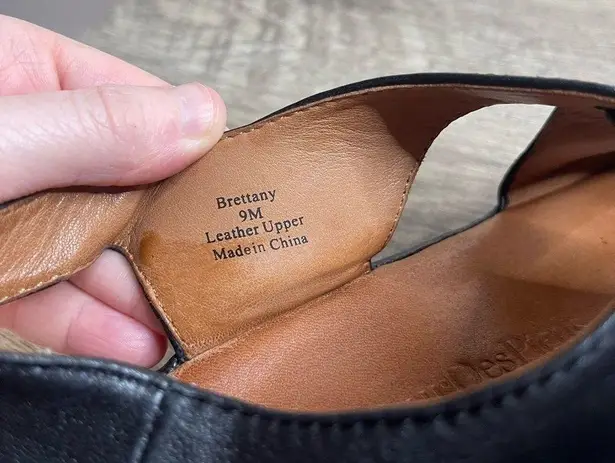 Brettany
9M
Leather Upper
Made in China